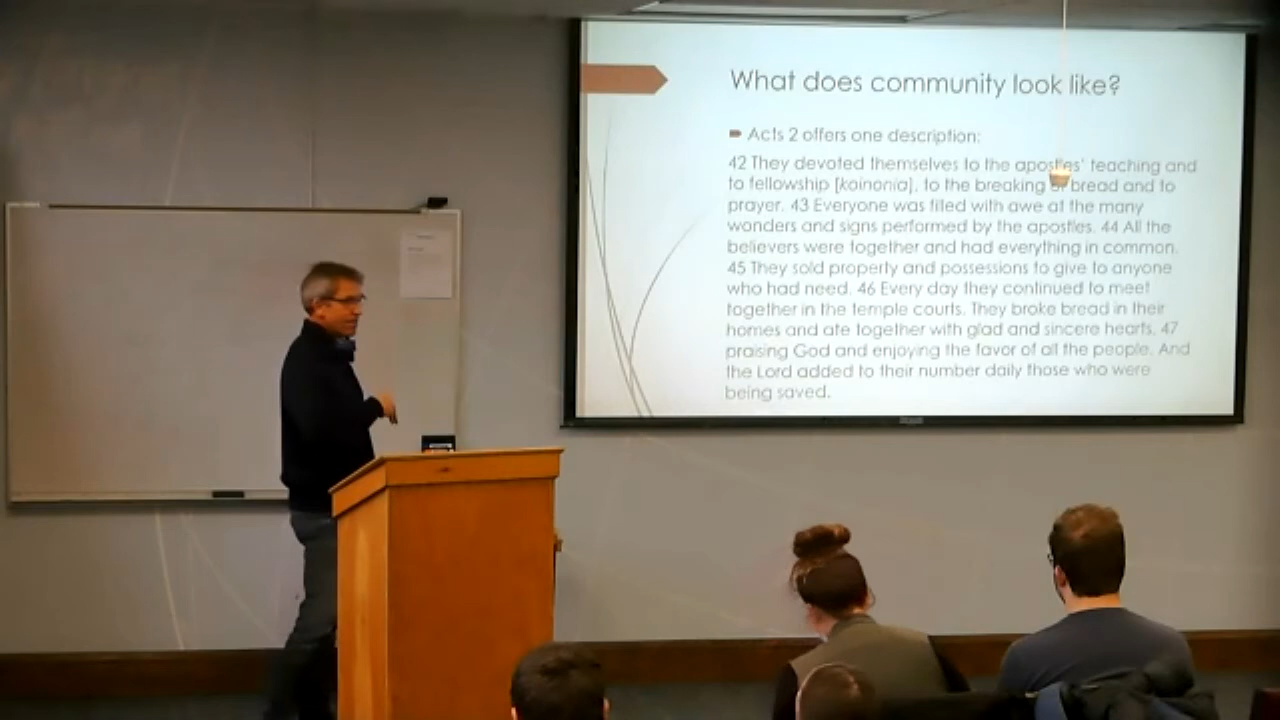 What does community look like?
Acts 2 offers one description:
42 They devoted themselves to the apostles' teaching and
to fellowship [koinonia], to the breaking of bread and to
prayer. 43 Everyone was filled with awe at the many
wonders and signs performed by the apostles. 44 All the
believers were together and had everything in common.
45 They sold property and possessions to give to anyone
who had need. 46 Every day they continued to meet
together in the temple courts. They broke bread in their
homes and ate together with glad and sincere hearts, 47
praising God and enjoying the favor of all the people. And
the Lord added to their number daily those who were
being saved.